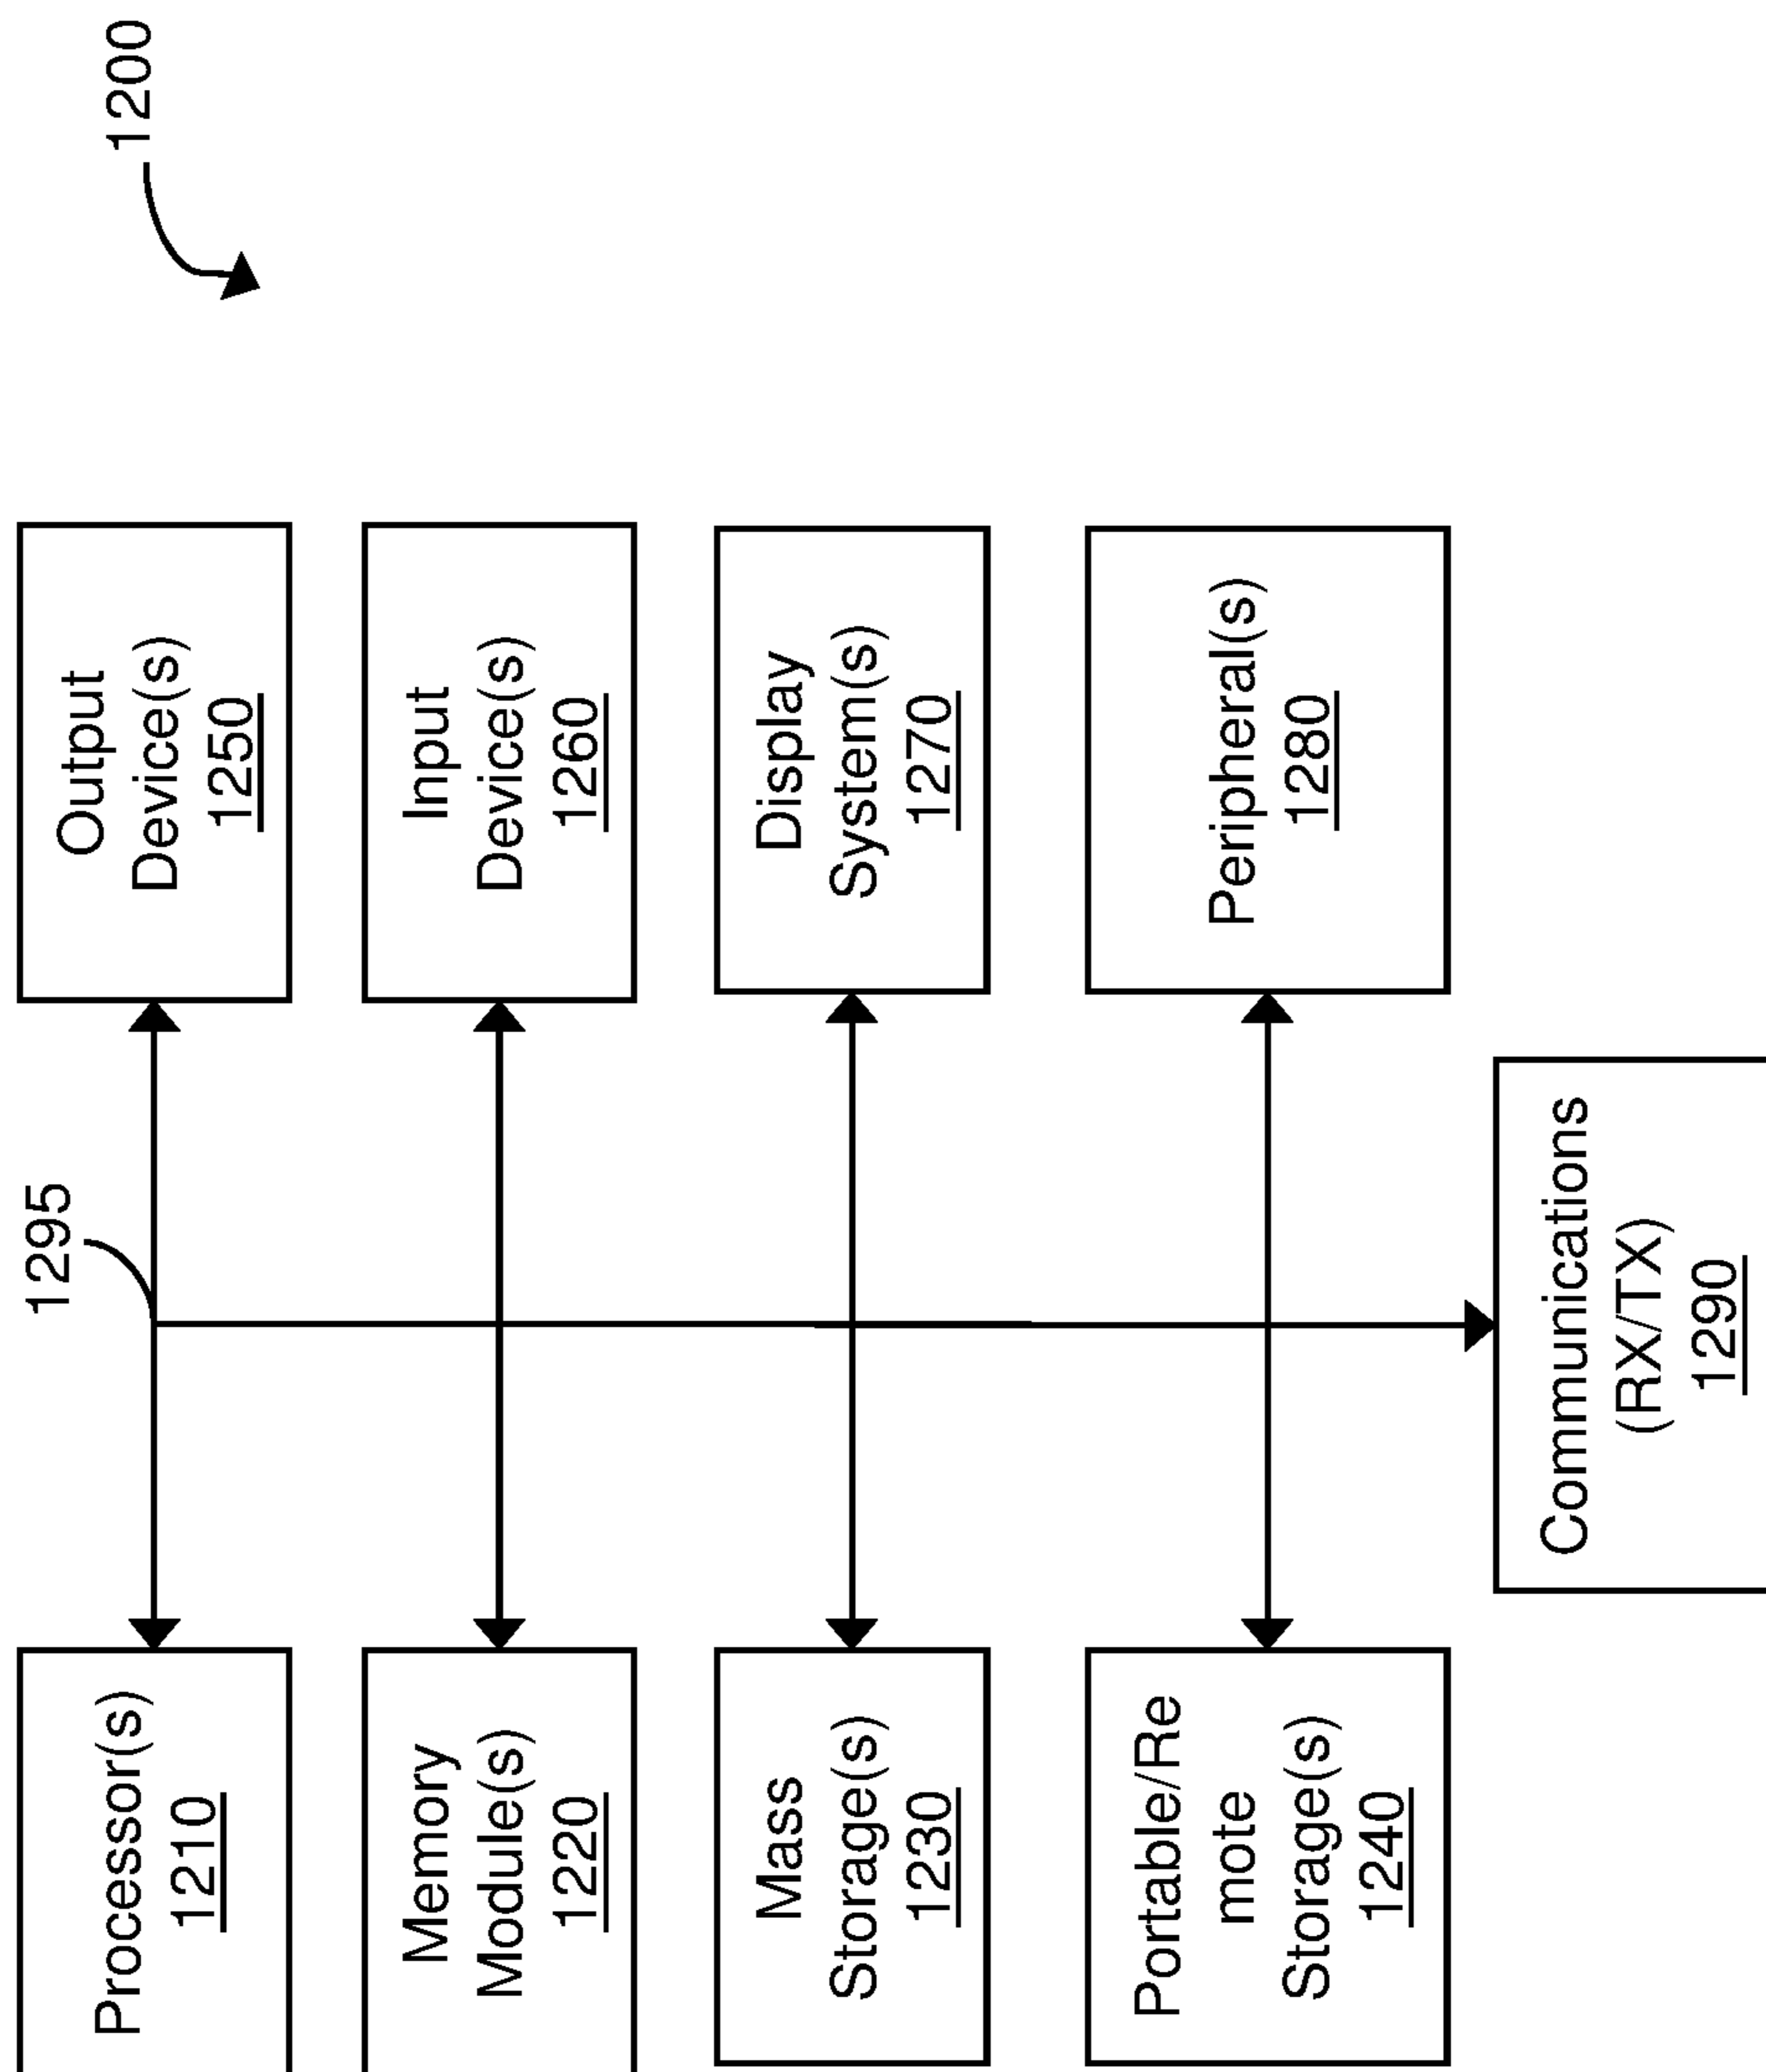 1200
1295
Processor(s)
1210
Output
Device(s)
1250
Memory
Module(s)
1220
Input
Device(s)
1260
Mass
Storage(s)
1230
Display
System(s)
1270
Portable/Re
mote
Storage(s)
1240
Peripheral(s)
1280
Communications
(RX/TX)
1290